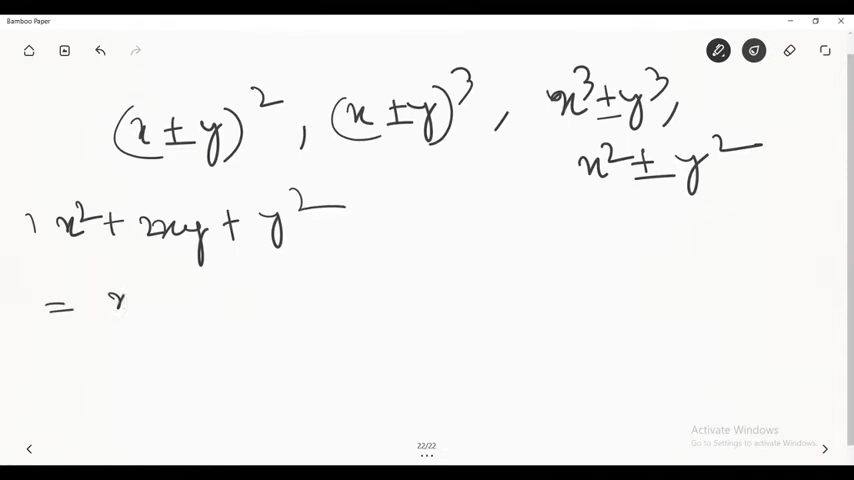 Bamboo Paper
(x ± y)², (x ± y)³, x³ ± y³,
x² ± y²
) x² + 2xy + y²
= x
22/22
Activate Windows
Go to Settings to activate Windows.